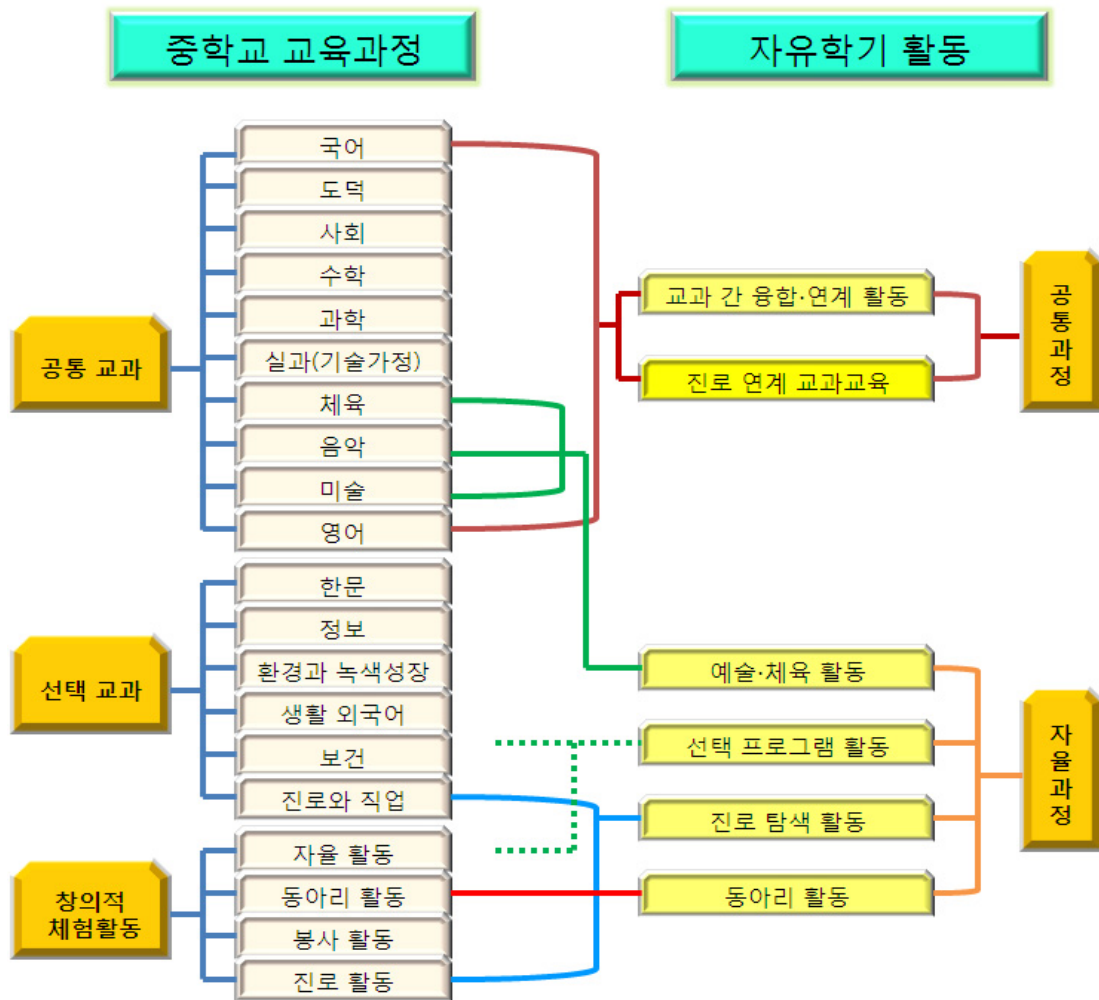 중학교 교육과정
자유학기 활동
공통 교과
국어
도덕
사회
수학
과학
실과(기술가정)
체육
음악
미술
영어
선택 교과
한문
정보
환경과 녹색성장
생활 외국어
보건
진로와 직업
창의적
체험활동
자율 활동
동아리 활동
봉사 활동
진로 활동
교과 간 융합·연계 활동
진로 연계 교과교육
공
통
과
정
예술·체육 활동
선택 프로그램 활동
진로 탐색 활동
동아리 활동
자
율
과
정